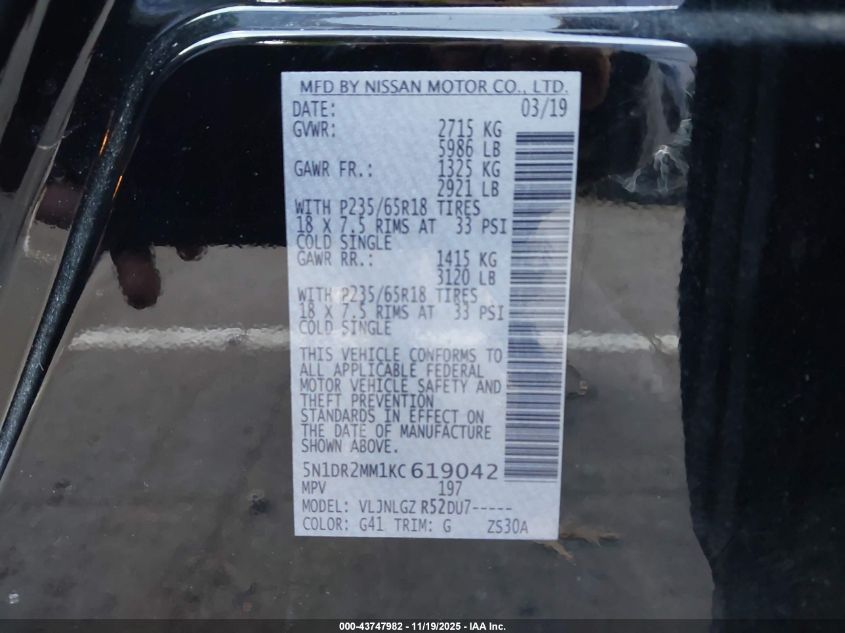 MFD BY NISSAN MOTOR CO., LTD.
DATE: 03/19
GVWR: 2715 KG
5986 LB
GAWR FR.: 1325 KG
2921 LB
WITH P235/65R18 TIRES
18 X 7.5 RIMS AT 33 PSI
COLD SINGLE
GAWR RR.: 1415 KG
3120 LB
WITH P235/65R18 TIRES
18 X 7.5 RIMS AT 33 PSI
COLD SINGLE
THIS VEHICLE CONFORMS TO
ALL APPLICABLE FEDERAL
MOTOR VEHICLE SAFETY AND
THEFT PREVENTION
STANDARDS IN EFFECT ON
THE DATE OF MANUFACTURE
SHOWN ABOVE.
5N1DR2MM1KC619042
MPV 197
MODEL: VLJNLGZ R52DU7-----
COLOR: G41 TRIM: G ZS30A
000-43747982 - 11/19/2025 - IAA Inc.